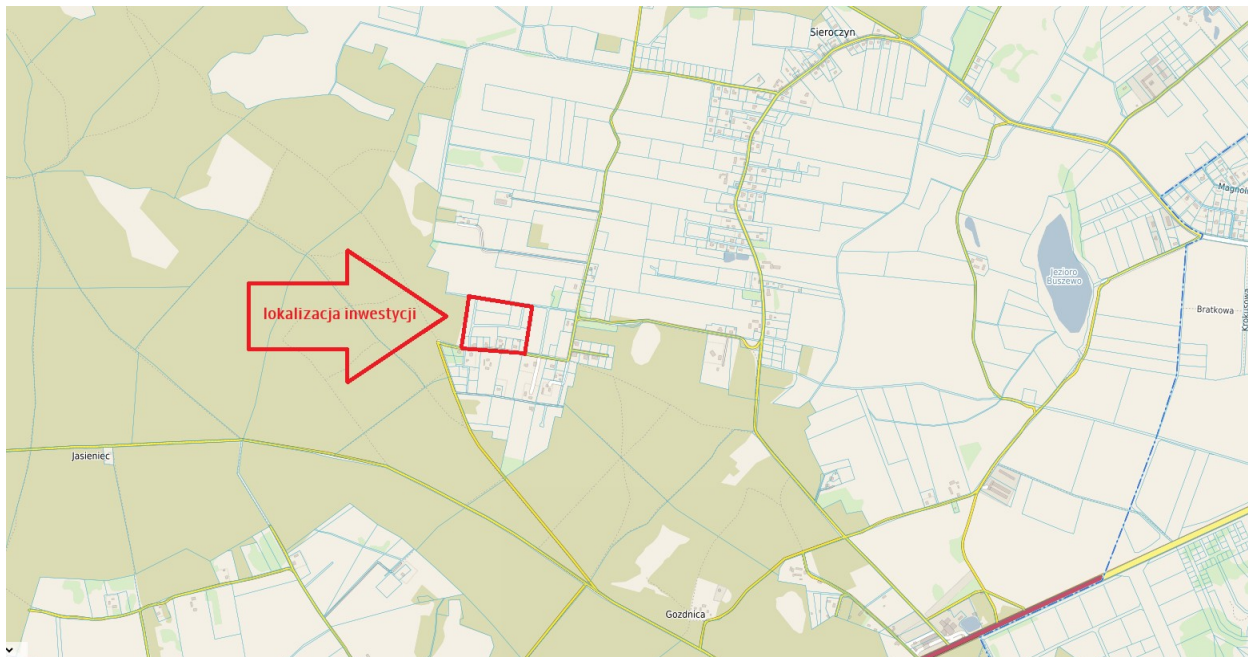 Sieroczyn
Magnoli
Jezioro
Buszewo
lokalizacja inwestycji
Bratkowa
Krokusowa
Jasieniec
Gozdnica